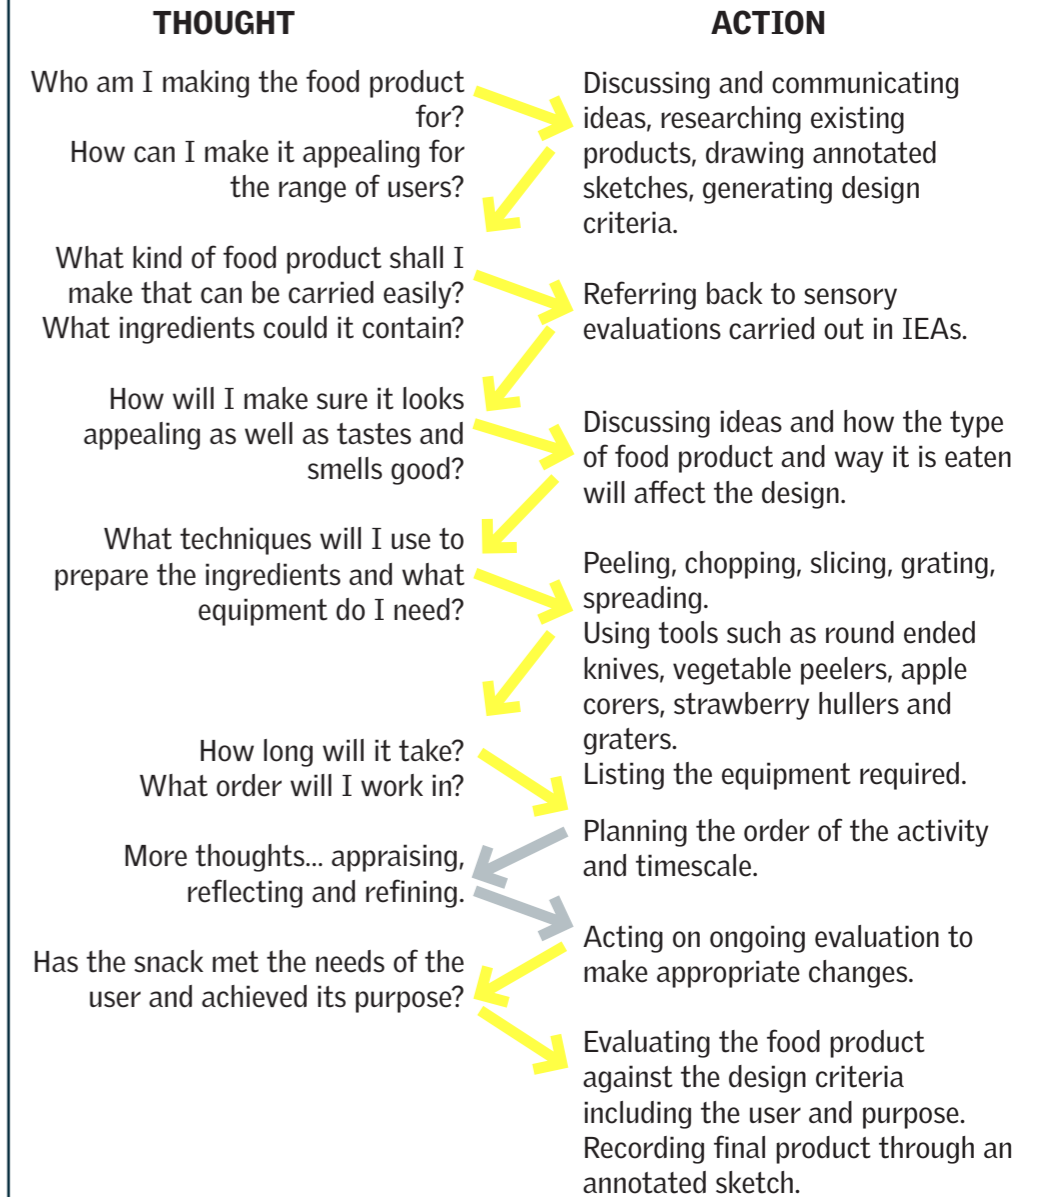 THOUGHT
ACTION
Who am I making the food product
for?
How can I make it appealing for
the range of users?
Discussing and communicating
ideas, researching existing
products, drawing annotated
sketches, generating design
criteria.
What kind of food product shall I
make that can be carried easily?
What ingredients could it contain?
Referring back to sensory
evaluations carried out in IEAs.
How will I make sure it looks
appealing as well as tastes and
smells good?
Discussing ideas and how the type
of food product and way it is eaten
will affect the design.
What techniques will I use to
prepare the ingredients and what
equipment do I need?
Peeling, chopping, slicing, grating,
spreading.
Using tools such as round ended
knives, vegetable peelers, apple
corers, strawberry hullers and
graters.
Listing the equipment required.
How long will it take?
What order will I work in?
Planning the order of the activity
and timescale.
More thoughts... appraising,
reflecting and refining.
Acting on ongoing evaluation to
make appropriate changes.
Has the snack met the needs of the
user and achieved its purpose?
Evaluating the food product
against the design criteria
including the user and purpose.
Recording final product through an
annotated sketch.